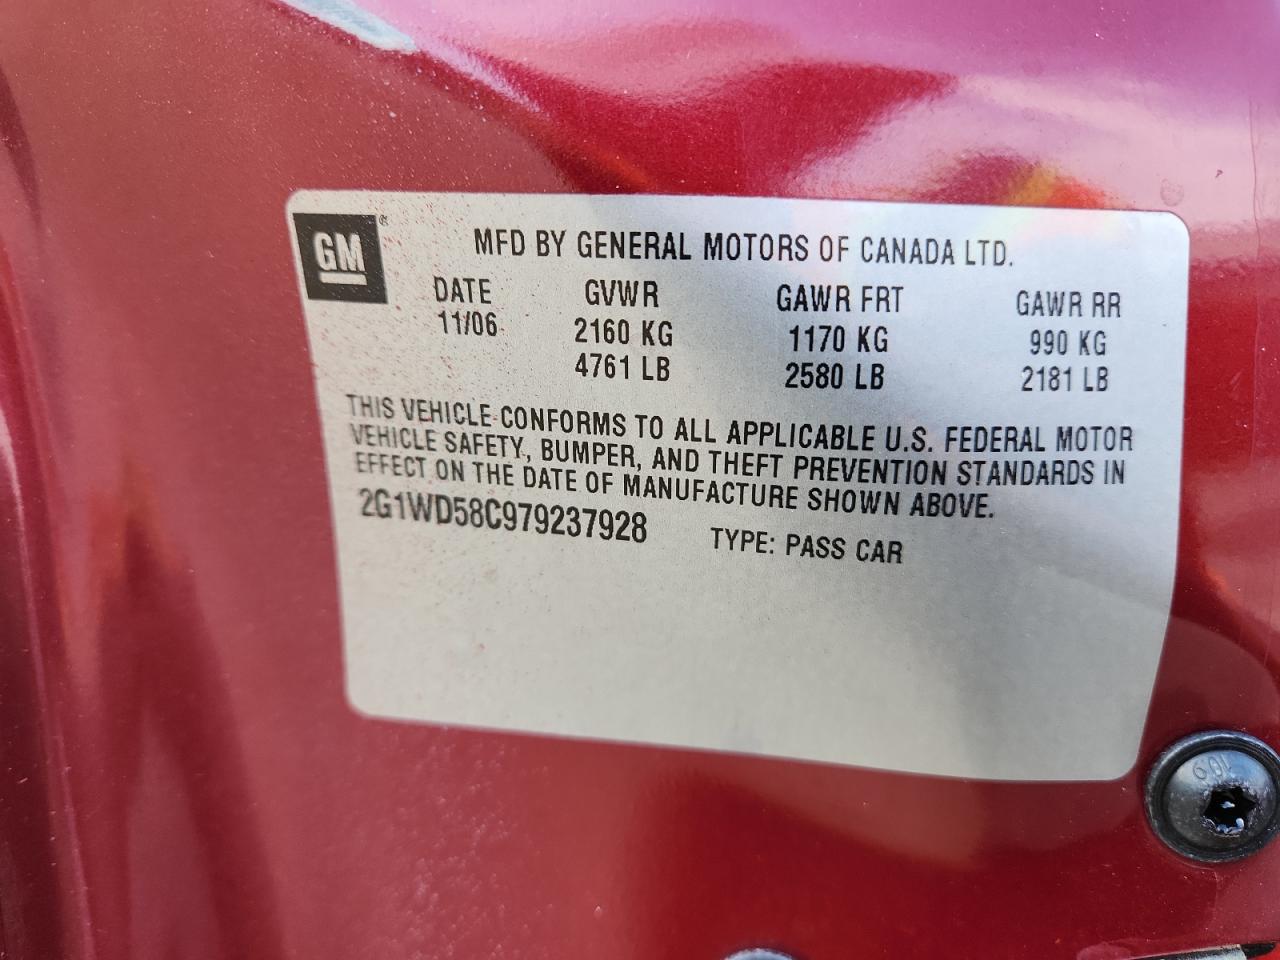 GM®
MFD BY GENERAL MOTORS OF CANADA LTD.
DATE GVWR GAWR FRT GAWR RR
11/06 2160 KG 1170 KG 990 KG
4761 LB 2580 LB 2181 LB
THIS VEHICLE CONFORMS TO ALL APPLICABLE U.S. FEDERAL MOTOR
VEHICLE SAFETY, BUMPER, AND THEFT PREVENTION STANDARDS IN
EFFECT ON THE DATE OF MANUFACTURE SHOWN ABOVE.
2G1WD58C979237928 TYPE: PASS CAR
10.9